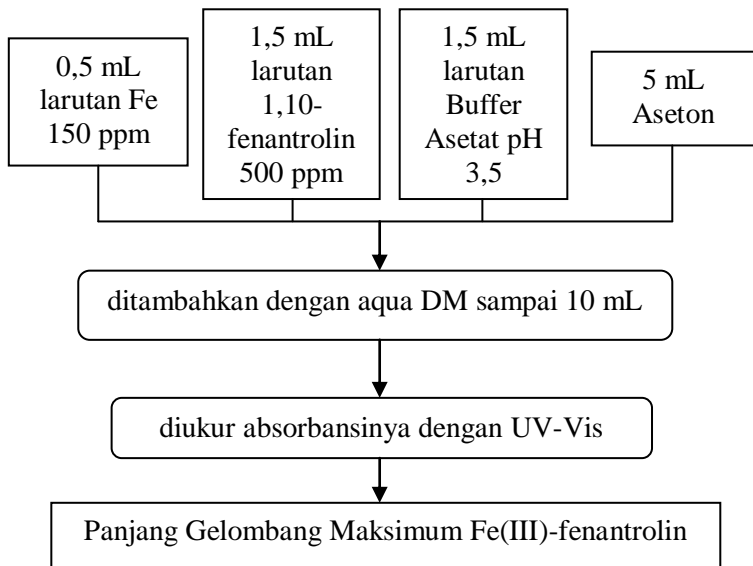 0,5 mL
larutan Fe
150 ppm
1,5 mL
larutan
1,10-
fenantrolin
500 ppm
1,5 mL
larutan
Buffer
Asetat pH
3,5
5 mL
Aseton
ditambahkan dengan aqua DM sampai 10 mL
diukur absorbansinya dengan UV-Vis
Panjang Gelombang Maksimum Fe(III)-fenantrolin